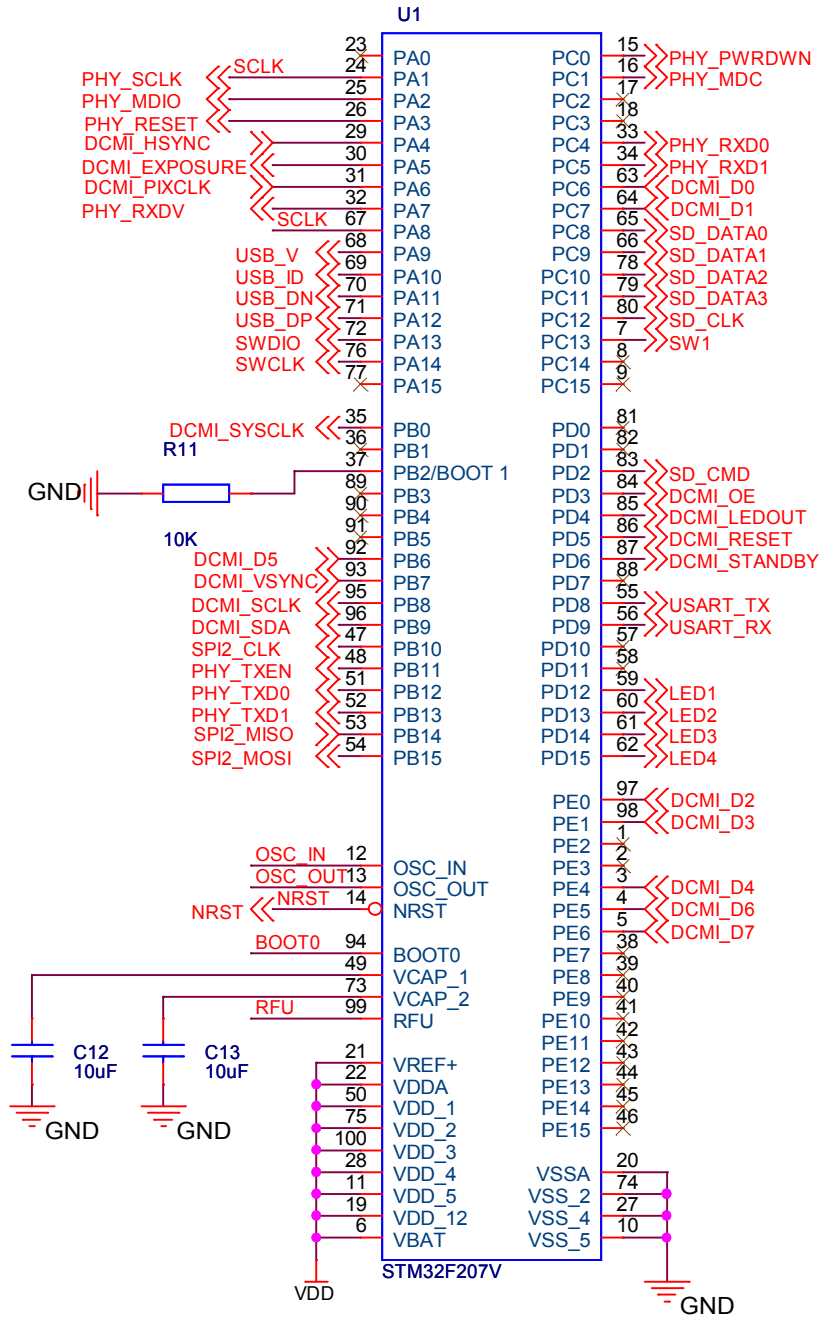 U1
23 PA0 PC0 15 PHY_PWRDWN
PHY_SCLK SCLK 24 PA1 PC1 16 PHY_MDC
PHY_MDIO 25 PA2 PC2 17
PHY_RESET 26 PA3 PC3 18
DCMI_HSYNC 29 PA4 PC4 33 PHY_RXD0
DCMI_EXPOSURE 30 PA5 PC5 34 PHY_RXD1
DCMI_PIXCLK 31 PA6 PC6 63 DCMI_D0
PHY_RXDV 32 PA7 PC7 64 DCMI_D1
SCLK 67 PA8 PC8 65 SD_DATA0
USB_V 68 PA9 PC9 66 SD_DATA1
USB_ID 69 PA10 PC10 78 SD_DATA2
USB_DN 70 PA11 PC11 79 SD_DATA3
USB_DP 71 PA12 PC12 80 SD_CLK
SWDIO 72 PA13 PC13 7 SW1
SWCLK 76 PA14 PC14 8
77 PA15 PC15 9
DCMI_SYSCLK 35 PB0 PD0 81
R11 36 PB1 PD1 82
GND 37 PB2/BOOT 1 PD2 83 SD_CMD
89 PB3 PD3 84 DCMI_OE
90 PB4 PD4 85 DCMI_LEDOUT
10K 91 PB5 PD5 86 DCMI_RESET
DCMI_D5 92 PB6 PD6 87 DCMI_STANDBY
DCMI_VSYNC 93 PB7 PD7 88
DCMI_SCLK 95 PB8 PD8 55 USART_TX
DCMI_SDA 96 PB9 PD9 56 USART_RX
SPI2_CLK 47 PB10 PD10 57
PHY_TXEN 48 PB11 PD11 58
PHY_TXD0 51 PB12 PD12 59 LED1
PHY_TXD1 52 PB13 PD13 60 LED2
SPI2_MISO 53 PB14 PD14 61 LED3
SPI2_MOSI 54 PB15 PD15 62 LED4
PE0 97 DCMI_D2
PE1 98 DCMI_D3
PE2 1
OSC_IN 12 OSC_IN PE3 2
OSC_OUT 13 OSC_OUT PE4 3 DCMI_D4
NRST NRST 14 NRST PE5 4 DCMI_D6
PE6 5 DCMI_D7
BOOT0 94 BOOT0 PE7 38
49 VCAP_1 PE8 39
73 VCAP_2 PE9 40
RFU 99 RFU PE10 41
PE11 42
C12 10uF C13 10uF 21 VREF+ PE12 43
22 VDDA PE13 44
50 VDD_1 PE14 45
GND GND 75 VDD_2 PE15 46
100 VDD_3
28 VDD_4 VSSA 20
11 VDD_5 VSS_2 74
19 VDD_12 VSS_4 27
6 VBAT VSS_5 10
STM32F207V
VDD
GND